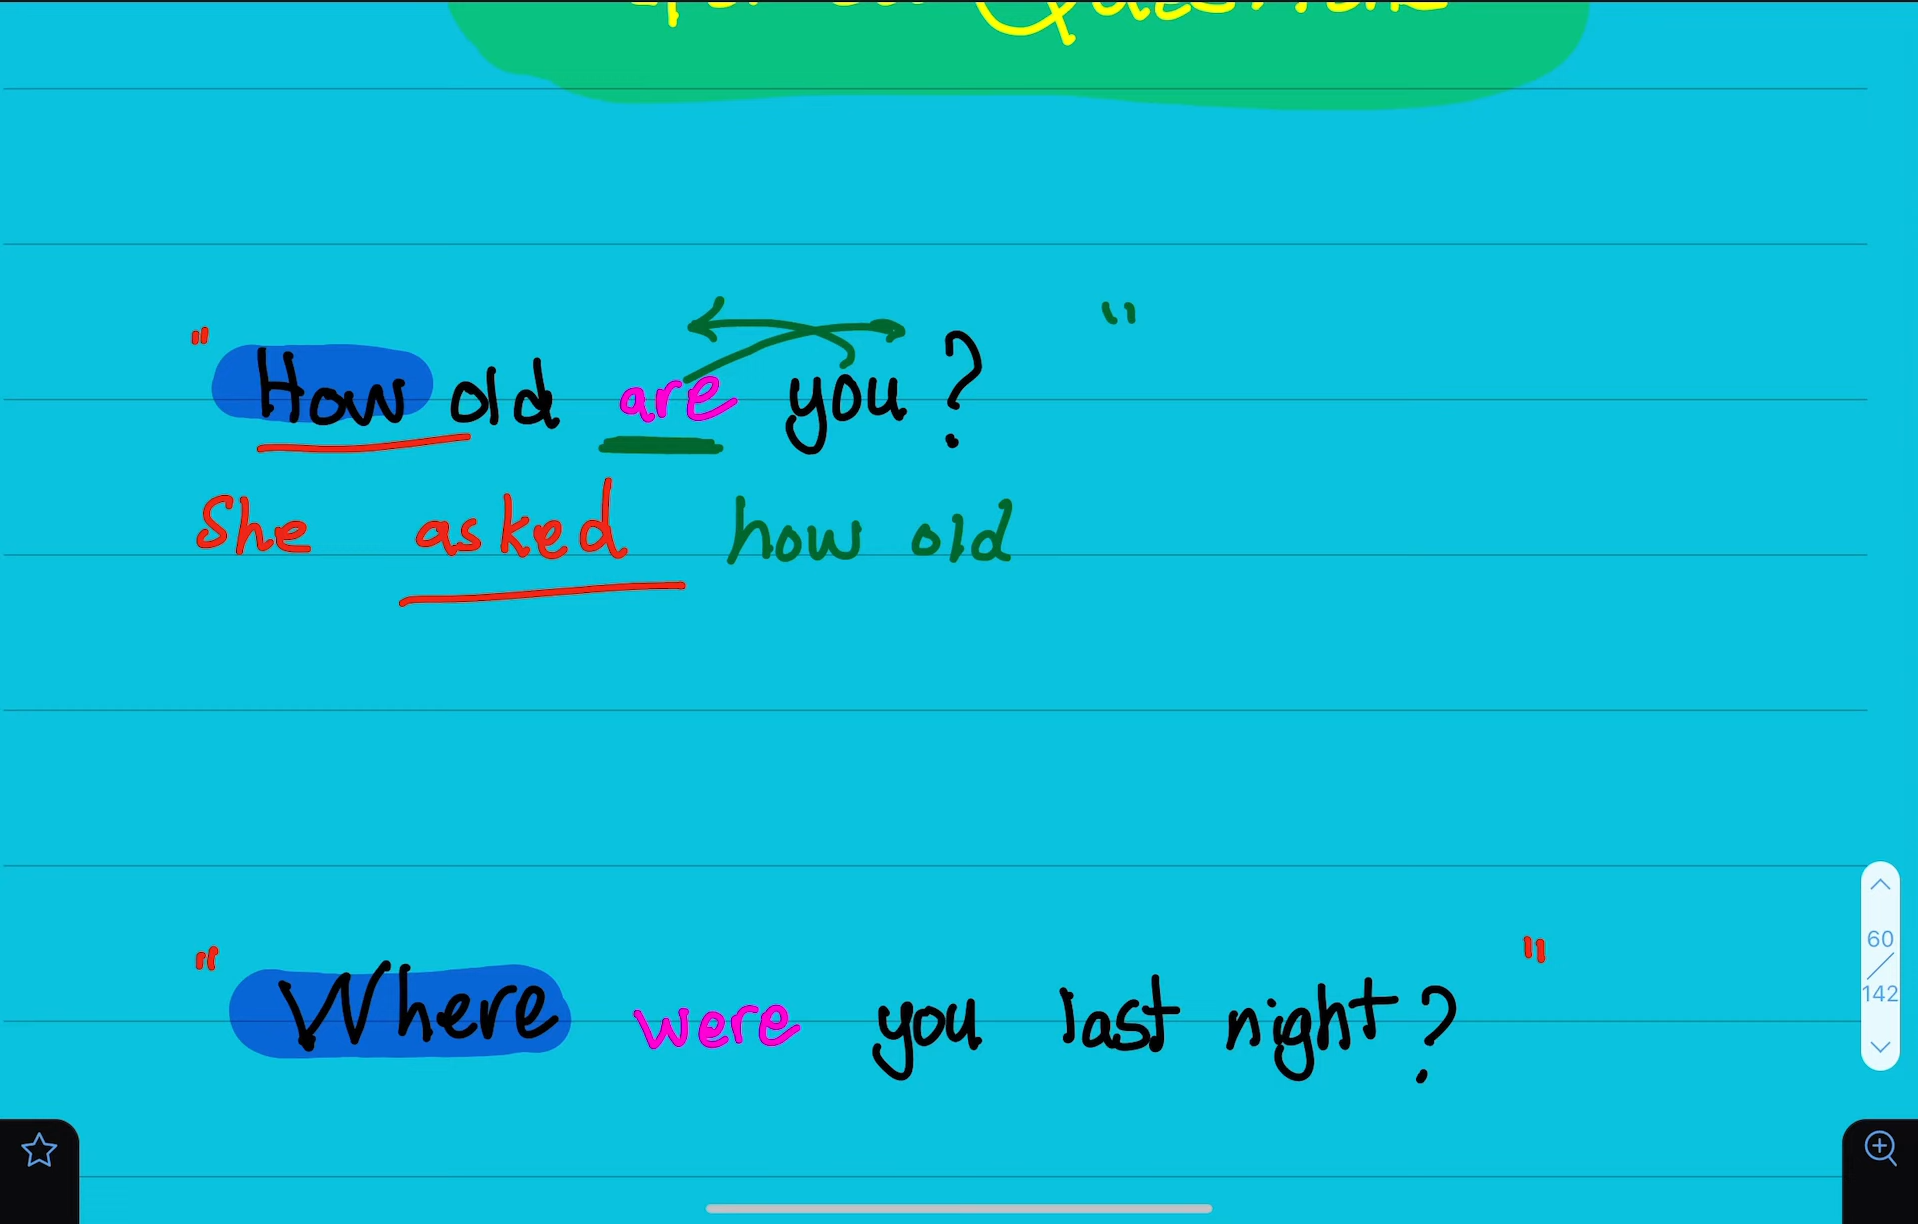 " How old are you ? "
She asked how old
" Where were you last night ? "
60
142